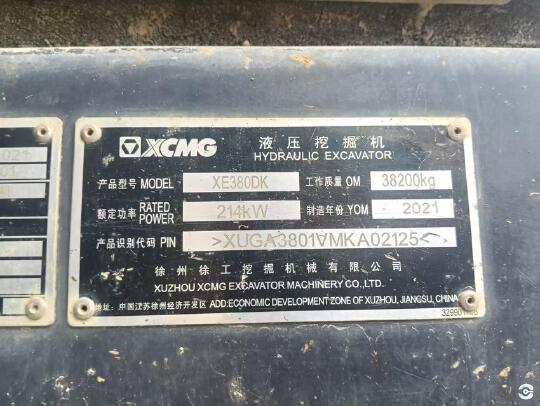 XCMG 液压挖掘机
HYDRAULIC EXCAVATOR
产品型号 MODEL XE380DK 工作质量 OM 38200kg
额定功率 RATED POWER 214kW 制造年份 YOM 2021
产品识别代码 PIN >XUGA3801VMKA02125<
徐州徐工挖掘机械有限公司
XUZHOU XCMG EXCAVATOR MACHINERY CO.,LTD.
地址: 中国江苏徐州经济开发区 ADD:ECONOMIC DEVELOPMENT ZONE OF XUZHOU, JIANGSU, CHINA